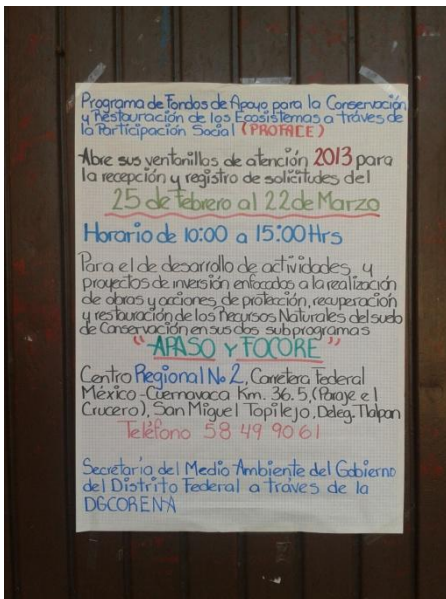 Programa de Fondos de Apoyo para la Conservación
y Restauración de los Ecosistemas a tráves de
la Participación Social (PROFACE)
Abre sus ventanillas de atención 2013 para
la recepción y registro de solicitudes del
25 de febrero al 22 de Marzo
Horario de 10:00 a 15:00 Hrs
Para el de desarrollo de actividades y
proyectos de inversión enfocados a la realización
de obras y acciones de protección, recuperación
y restauración de los Recursos Naturales del suelo
de Conservación en sus dos subprogramas
"APASO y FOCORE"
Centro Regional No 2, Carretera Federal
México-Cuernavaca Km. 36.5, (Paraje el
Crucero), San Miguel Topilejo, Deleg. Tlalpan
Teléfono 58 49 90 61
Secretaría del Medio Ambiente del Gobierno
del Distrito Federal a tráves de la
DGCORENA